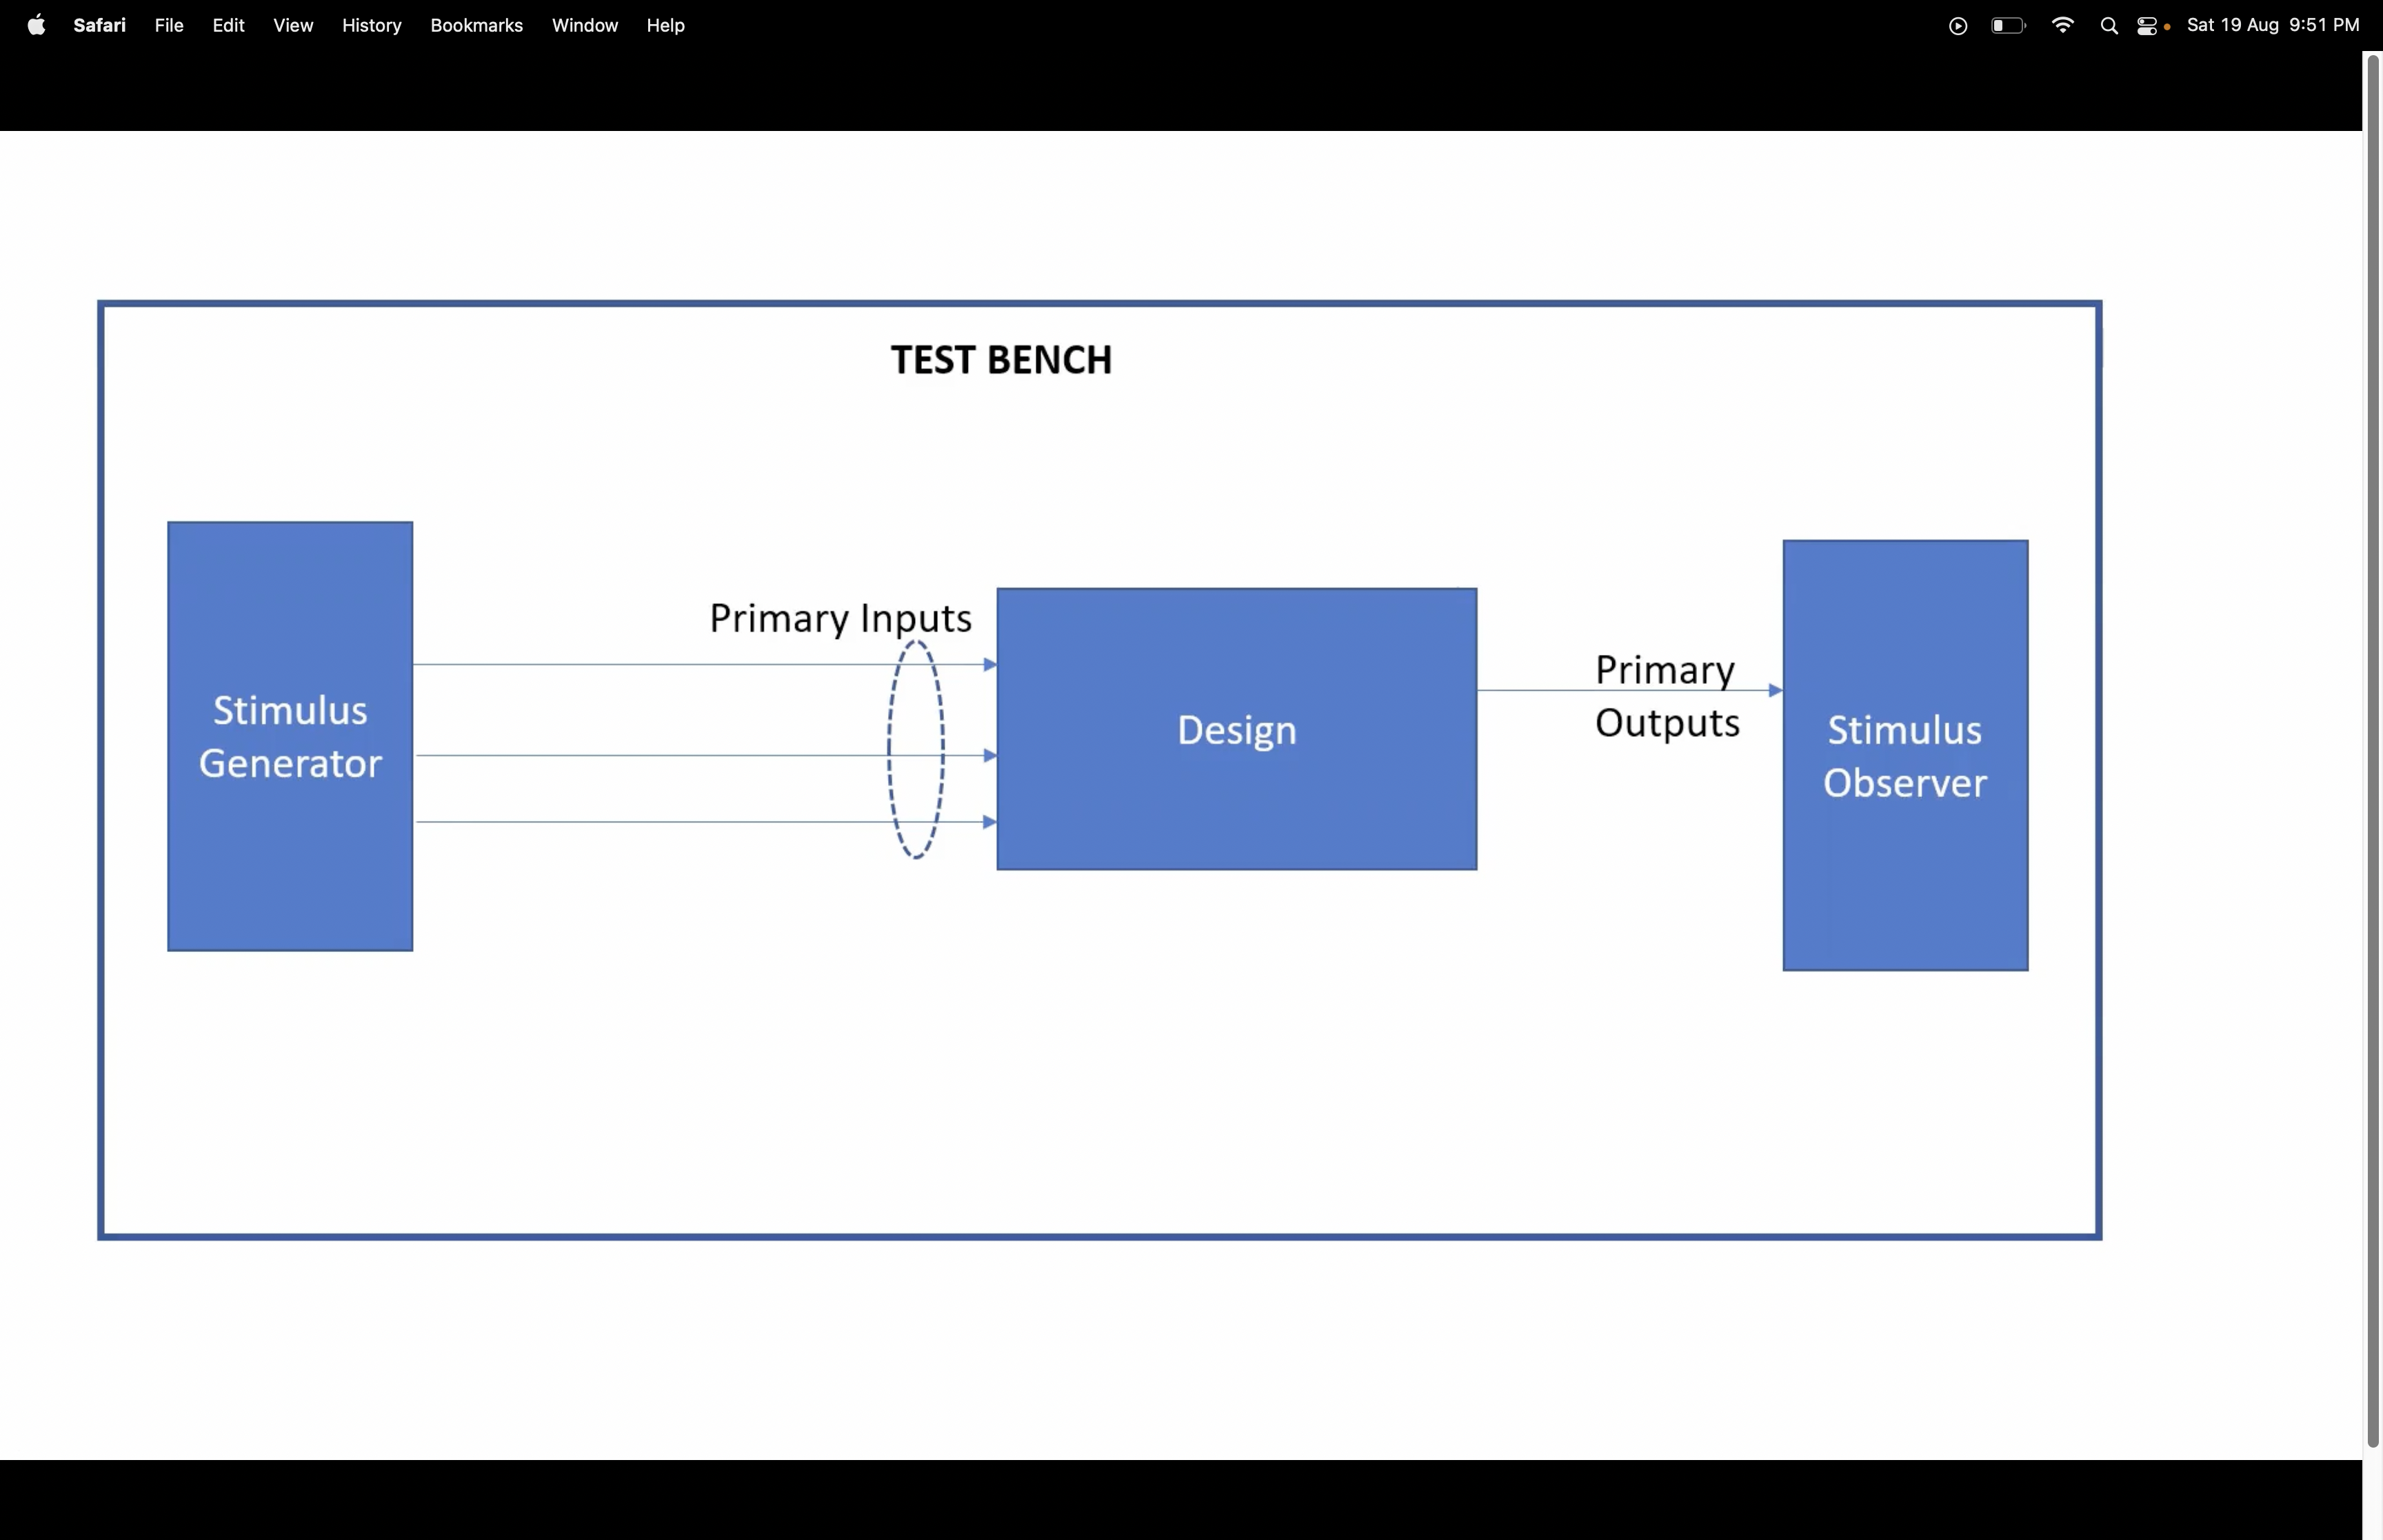 Safari File Edit View History Bookmarks Window Help Sat 19 Aug 9:51 PM
TEST BENCH
Primary Inputs
Stimulus
Generator
Design
Primary
Outputs
Stimulus
Observer